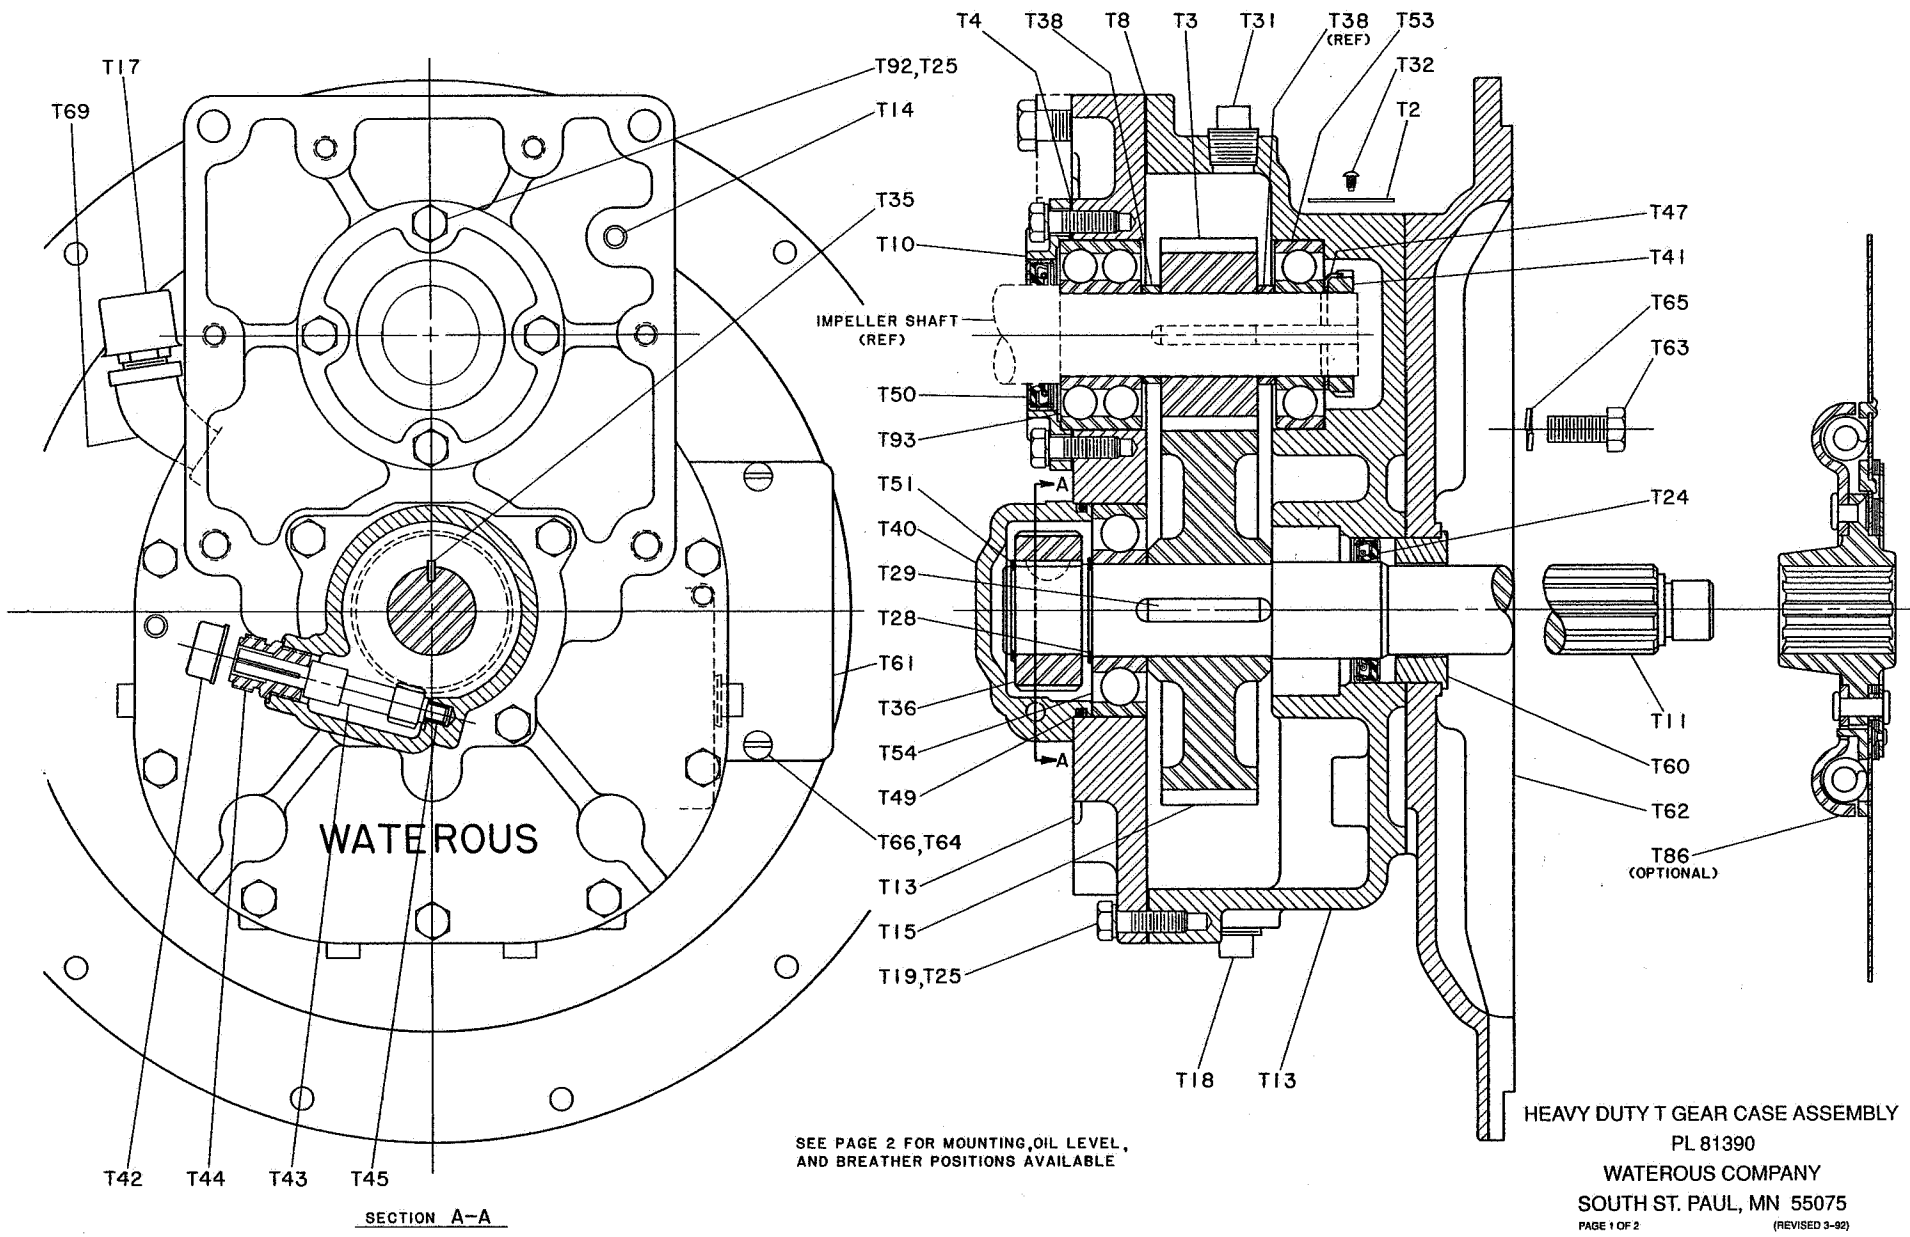 T4 T38 T8 T3 T31 T38 T53
(REF)
T17
T92,T25
T32
T69
T14
T2
T35
T47
T10
T41
T65
IMPELLER SHAFT
(REF)
T63
T50
T93
T51
A
T24
T40
T29
T28
T61
T36
T11
T54
A
T60
T49
T62
WATEROUS
T66,T64
T86
(OPTIONAL)
T13
T15
T19,T25
T18 T13
HEAVY DUTY T GEAR CASE ASSEMBLY
PL 81390
SEE PAGE 2 FOR MOUNTING,OIL LEVEL,
AND BREATHER POSITIONS AVAILABLE
WATEROUS COMPANY
T42 T44 T43 T45
SOUTH ST. PAUL, MN 55075
SECTION A-A
PAGE 1 OF 2 (REVISED 3-92)